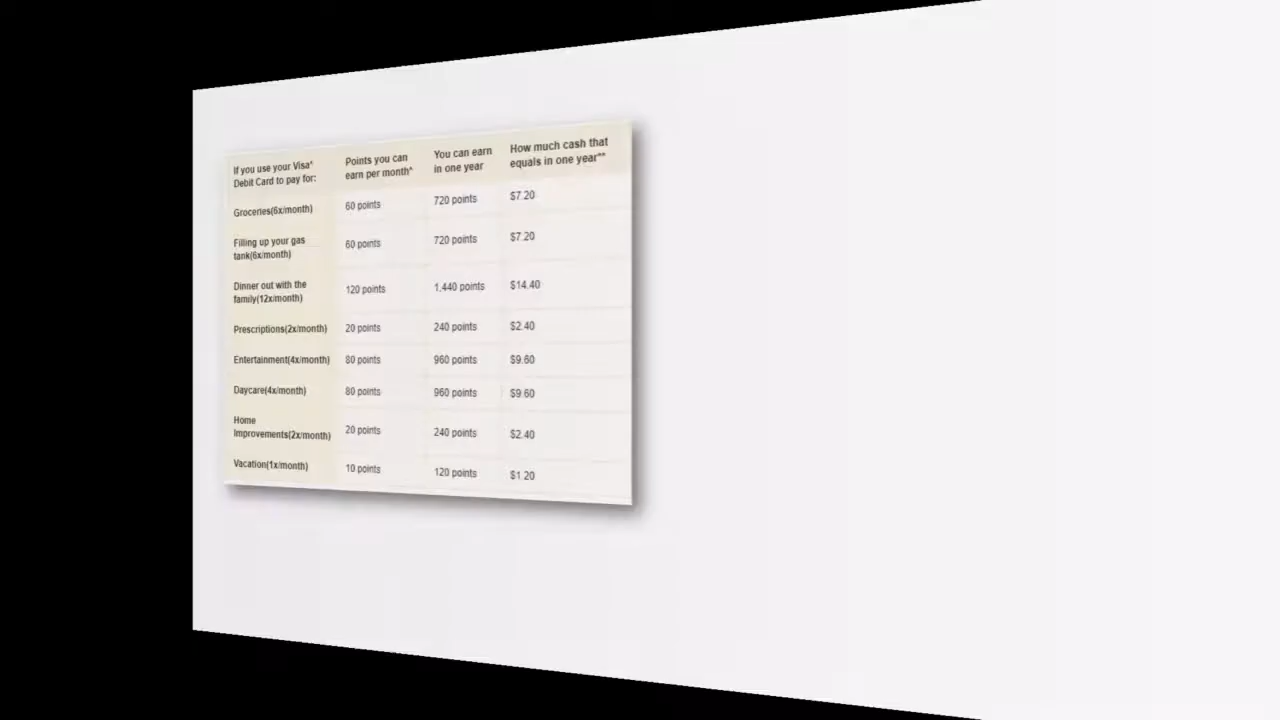 If you use your Visa* Debit Card to pay for: Points you can earn per month* You can earn in one year How much cash that equals in one year**
Groceries(6x/month) 60 points 720 points $7.20
Filling up your gas tank(6x/month) 60 points 720 points $7.20
Dinner out with the family(12x/month) 120 points 1,440 points $14.40
Prescriptions(2x/month) 20 points 240 points $2.40
Entertainment(4x/month) 80 points 960 points $9.60
Daycare(4x/month) 80 points 960 points $9.60
Home Improvements(2x/month) 20 points 240 points $2.40
Vacation(1x/month) 10 points 120 points $1.20